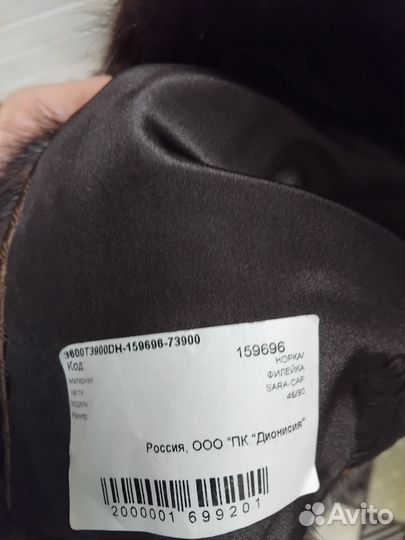 3600T3900DH-159696-73900
Код: 159696
Материал НОРКА/
части ФИЛЕЙКА
модель SARA-CAP
Размер 46/90
Россия, ООО "ПК "Дионисия"
2000001 699201
Avito